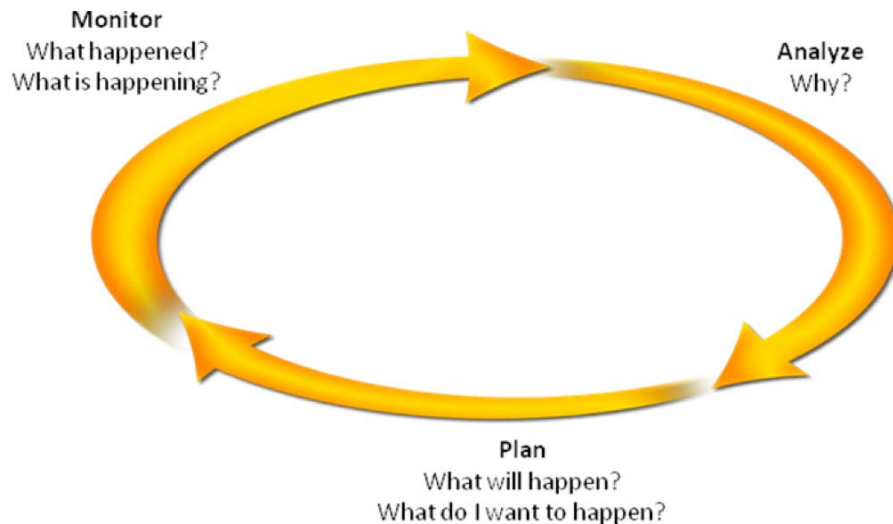 Monitor
What happened?
What is happening?
Analyze
Why?
Plan
What will happen?
What do I want to happen?